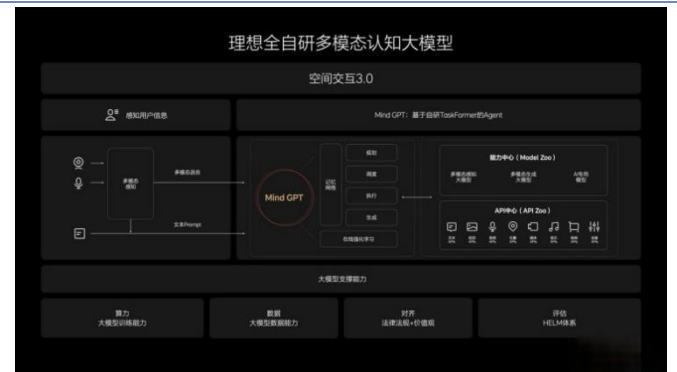 理想全自研多模态认知大模型
空间交互3.0
感知用户信息
Mind GPT：基于自研TaskFormer的Agent
多模态
感知
多模态融合
文本Prompt
Mind GPT
记忆
网络
规划
调度
执行
生成
在线强化学习
能力中心（Model Zoo）
多模态感知
大模型
多模态生成
大模型
模型
API中心（API Zoo）
大模型支撑能力
算力
大模型训练能力
数据
大模型数据能力
对齐
法律法规+价值观
评估
HELM体系